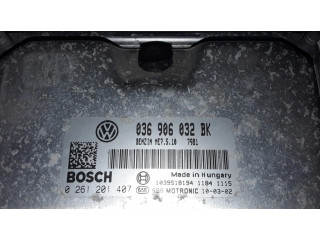 036 906 032 BK
BENZIN ME7.5.10 7981
BOSCH
Made in Hungary
0 261 201 407
1039S18194 1184 1115
MOTRONIC 10-03-02